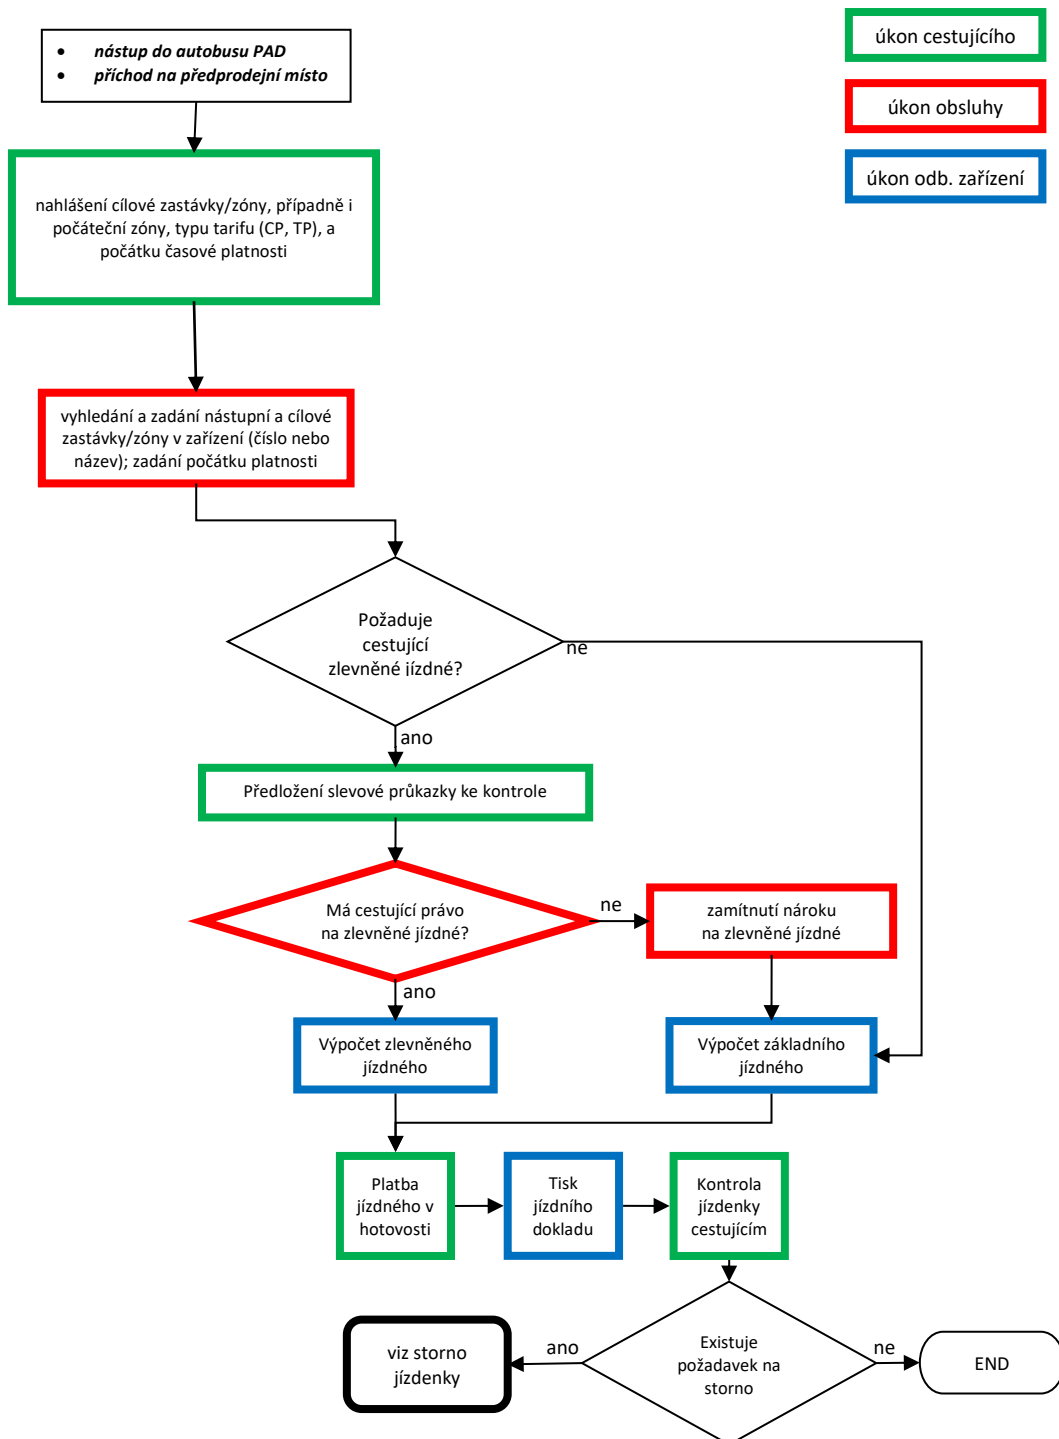 • nástup do autobusu PAD
• příchod na předprodejní místo
úkon cestujícího
úkon obsluhy
úkon odb. zařízení
nahlášení cílové zastávky/zóny, případně i
počáteční zóny, typu tarifu (CP, TP), a
počátku časové platnosti
vyhledání a zadání nástupní a cílové
zastávky/zóny v zařízení (číslo nebo
název); zadání počátku platnosti
Požaduje
cestující
zlevněné jízdné?
ne
ano
Předložení slevové průkazky ke kontrole
Má cestující právo
na zlevněné jízdné?
ne
zamítnutí nároku
na zlevněné jízdné
ano
Výpočet zlevněného
jízdného
Výpočet základního
jízdného
Platba
jízdného v
hotovosti
Tisk
jízdního
dokladu
Kontrola
jízdenky
cestujícím
Existuje
požadavek na
storno
ano
ne
viz storno
jízdenky
END